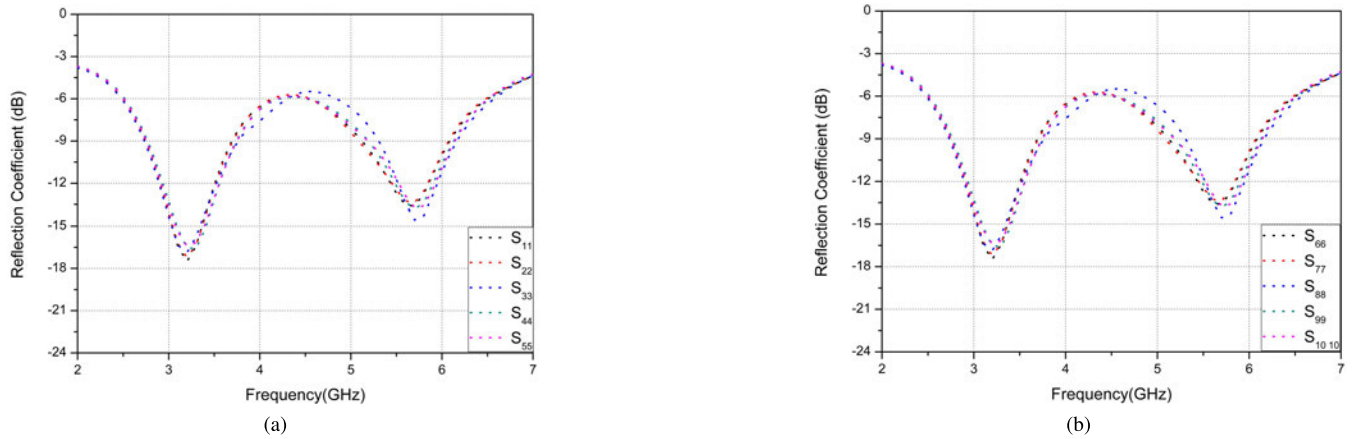 0
-3
-6
-9
-12
-15
-18
-21
-24
Reflection Coefficient (dB)
S11
S22
S33
S44
S55
2 3 4 5 6 7
Frequency(GHz)
(a)
0
-3
-6
-9
-12
-15
-18
-21
-24
Reflection Coefficient (dB)
S66
S77
S88
S99
S10 10
2 3 4 5 6 7
Frequency(GHz)
(b)